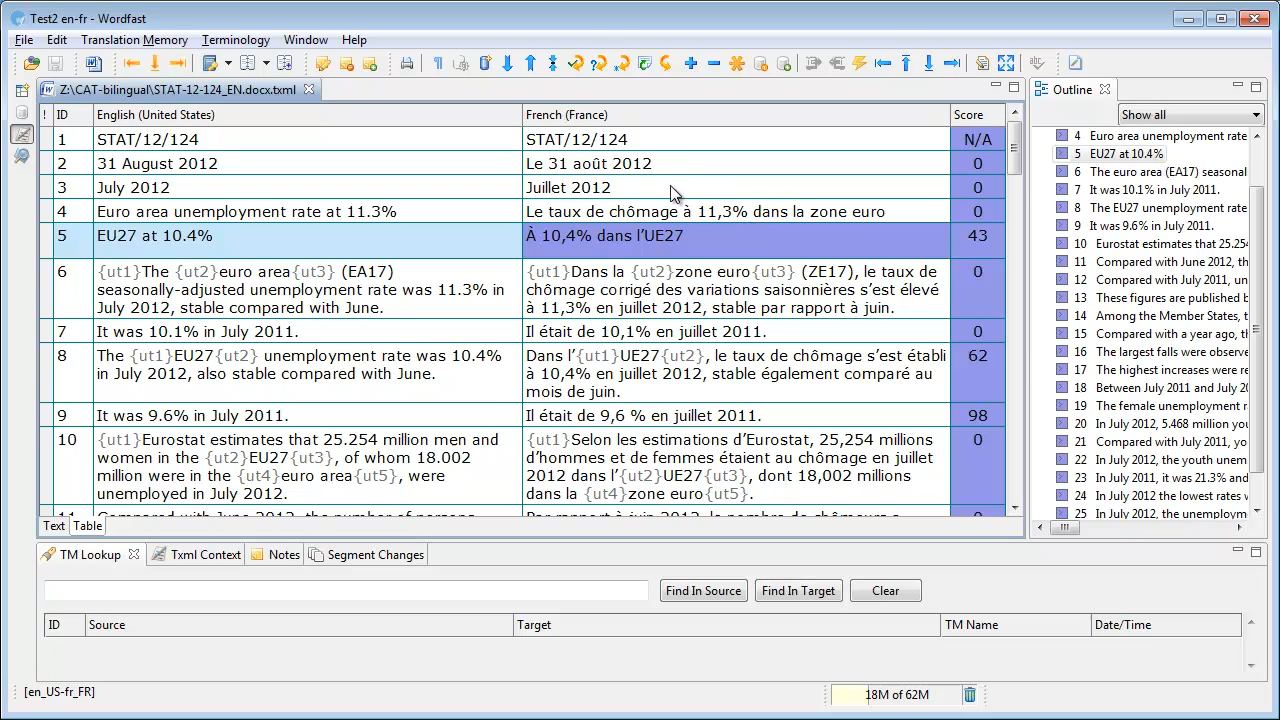 Test2 en-fr - Wordfast
File Edit Translation Memory Terminology Window Help
Z:\CAT-bilingual\STAT-12-124_EN.docx.txml
! ID English (United States) French (France) Score
1 STAT/12/124 STAT/12/124 N/A
2 31 August 2012 Le 31 août 2012 0
3 July 2012 Juillet 2012 0
4 Euro area unemployment rate at 11.3% Le taux de chômage à 11,3% dans la zone euro 0
5 EU27 at 10.4% À 10,4% dans l’UE27 43
6 {ut1}The {ut2}euro area{ut3} (EA17)
seasonally-adjusted unemployment rate was 11.3% in
July 2012, stable compared with June.
{ut1}Dans la {ut2}zone euro{ut3} (ZE17), le taux de
chômage corrigé des variations saisonnières s’est élevé
à 11,3% en juillet 2012, stable par rapport à juin.
0
7 It was 10.1% in July 2011. Il était de 10,1% en juillet 2011. 0
8 The {ut1}EU27{ut2} unemployment rate was 10.4%
in July 2012, also stable compared with June.
Dans l’{ut1}UE27{ut2}, le taux de chômage s’est établi
à 10,4% en juillet 2012, stable également comparé au
mois de juin.
62
9 It was 9.6% in July 2011. Il était de 9,6 % en juillet 2011. 98
10 {ut1}Eurostat estimates that 25.254 million men and
women in the {ut2}EU27{ut3}, of whom 18.002
million were in the {ut4}euro area{ut5}, were
unemployed in July 2012.
{ut1}Selon les estimations d’Eurostat, 25,254 millions
d’hommes et de femmes étaient au chômage en juillet
2012 dans l’{ut2}UE27{ut3}, dont 18,002 millions
dans la {ut4}zone euro{ut5}.
0
11 Compared with June 2012, the number of persons Par rapport à juin 2012, le nombre de chômeurs a 0
Text Table
Outline
Show all
4 Euro area unemployment rate
5 EU27 at 10.4%
6 The euro area (EA17) seasonal
7 It was 10.1% in July 2011.
8 The EU27 unemployment rate
9 It was 9.6% in July 2011.
10 Eurostat estimates that 25.254
11 Compared with June 2012, th
12 Compared with July 2011, un
13 These figures are published b
14 Among the Member States, t
15 Compared with a year ago, th
16 The largest falls were observe
17 The highest increases were re
18 Between July 2011 and July 20
19 The female unemployment r
20 In July 2012, 5.468 million you
21 Compared with July 2011, yo
22 In July 2012, the youth unem
23 In July 2011, it was 21.3% and
24 In July 2012 the lowest rates w
25 In July 2012, the unemploym
TM Lookup Txml Context Notes Segment Changes
Find In Source Find In Target Clear
ID Source Target TM Name Date/Time
[en_US-fr_FR]
18M of 62M